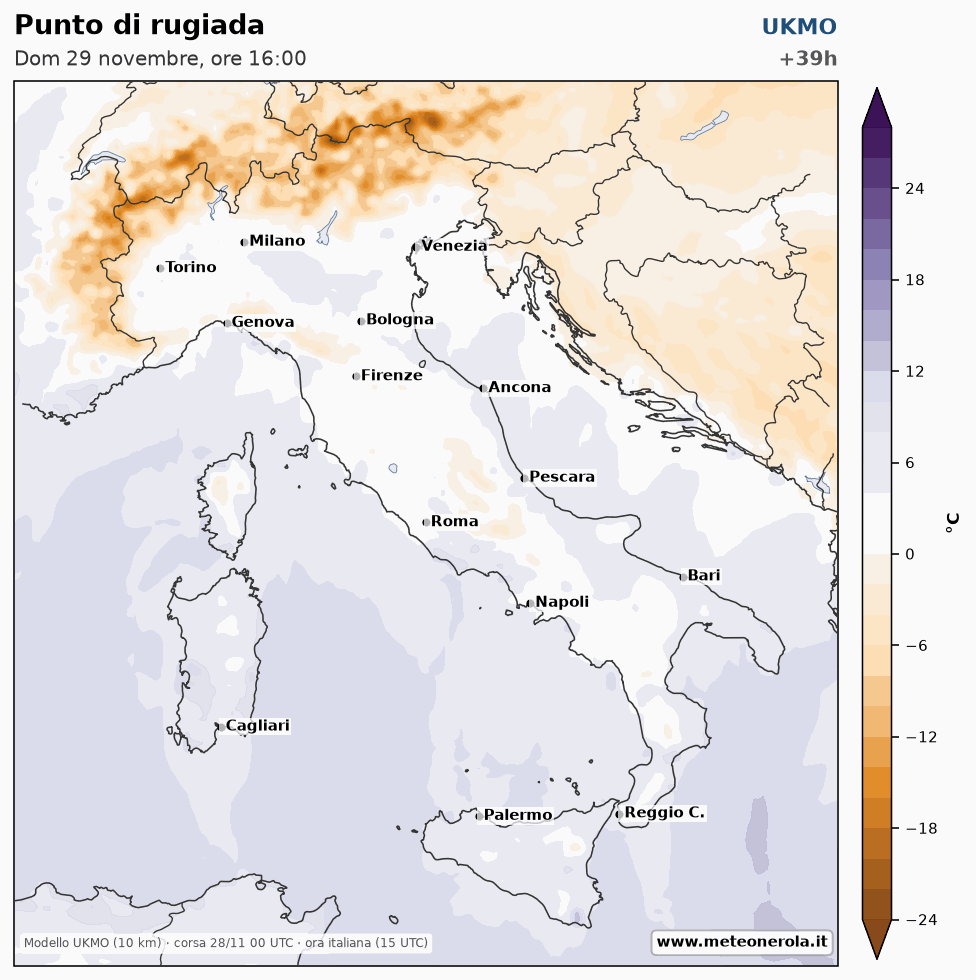 Punto di rugiada
UKMO
Dom 29 novembre, ore 16:00
+39h
Milano
Venezia
Torino
Genova
Bologna
Firenze
Ancona
Pescara
Roma
Bari
Napoli
Cagliari
Palermo
Reggio C.
24
18
12
6
0
−6
−12
−18
−24
°C
Modello UKMO (10 km) · corsa 28/11 00 UTC · ora italiana (15 UTC)
www.meteonerola.it